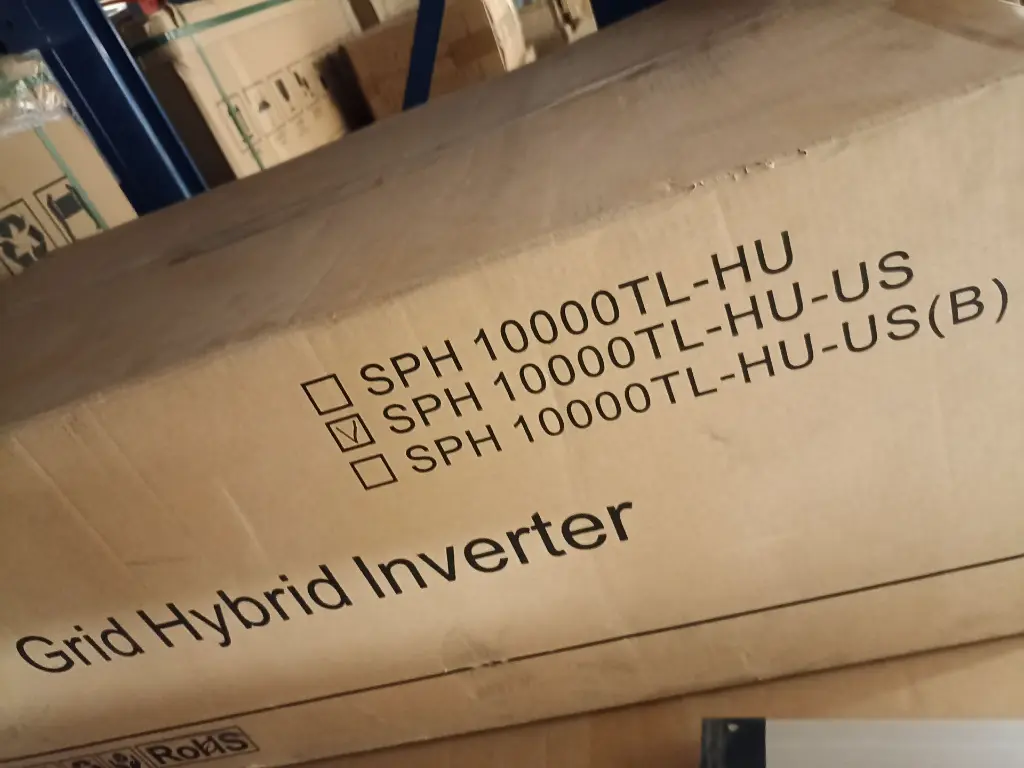 SPH 10000TL-HU
SPH 10000TL-HU-US
SPH 10000TL-HU-US(B)
Grid Hybrid Inverter
RoHS